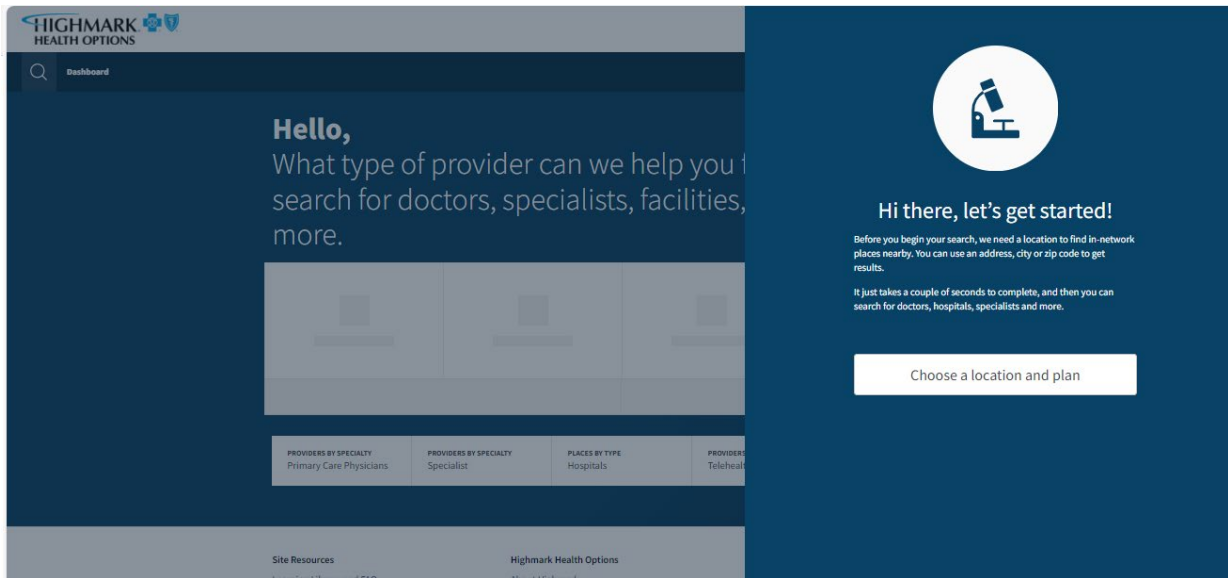 HIGHMARK
HEALTH OPTIONS
Dashboard
Hello,
What type of provider can we help you
search for doctors, specialists, facilities,
more.
PROVIDERS BY SPECIALTY
Primary Care Physicians
PROVIDERS BY SPECIALTY
Specialist
PLACES BY TYPE
Hospitals
PROVIDERS
Site Resources
Highmark Health Options
Hi there, let's get started!
Before you begin your search, we need a location to find in-network
places nearby. You can use an address, city or zip code to get
results.
It just takes a couple of seconds to complete, and then you can
search for doctors, hospitals, specialists and more.
Choose a location and plan